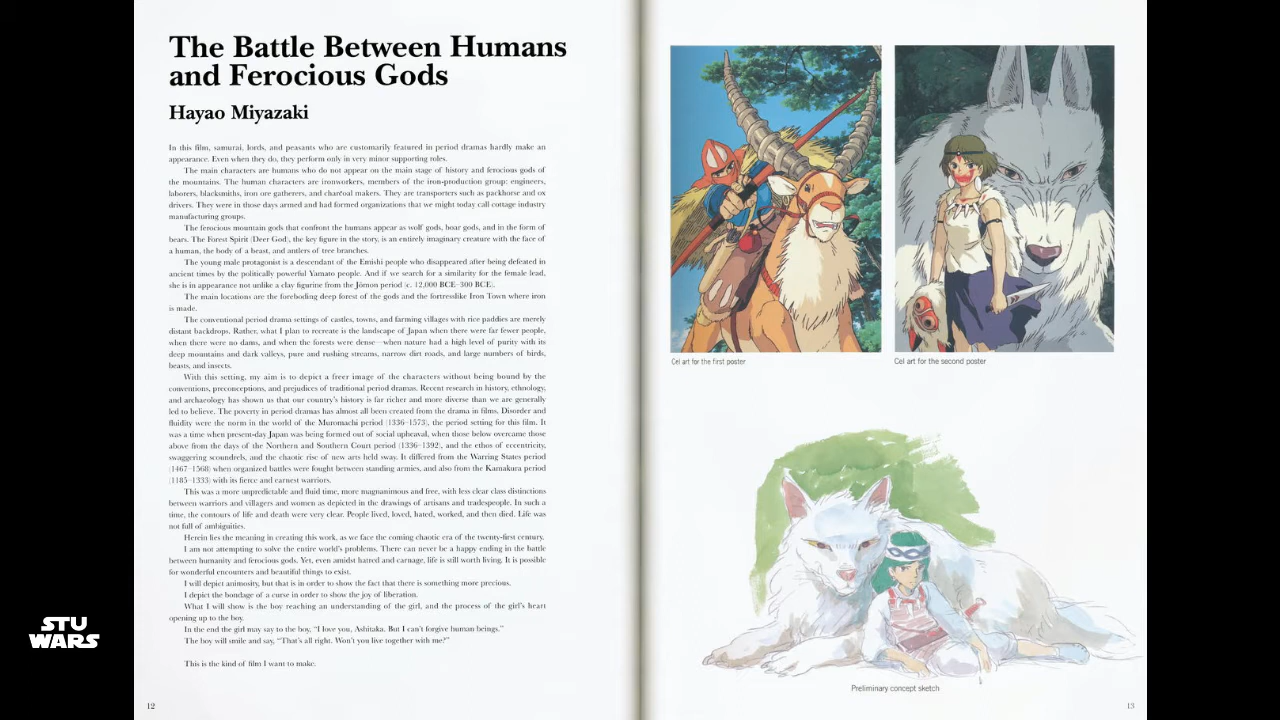 The Battle Between Humans
and Ferocious Gods
Hayao Miyazaki
In this film, samurai, lords, and peasants who are customarily featured in period dramas hardly make an
appearance. Even when they do, they perform only in very minor supporting roles.
The main characters are humans who do not appear on the main stage of history and ferocious gods of
the mountains. The human characters are ironworkers, members of the iron-production group: engineers,
laborers, blacksmiths, iron ore gatherers, and charcoal makers. They are transporters such as packhorse and ox
drivers. They were in those days armed and had formed organizations that we might today call cottage industry
manufacturing groups.
The ferocious mountain gods that confront the humans appear as wolf gods, boar gods, and in the form of
bears. The Forest Spirit (Deer God), the key figure in the story, is an entirely imaginary creature with the face of
a human, the body of a beast, and antlers of tree branches.
The young male protagonist is a descendant of the Emishi people who disappeared after being defeated in
ancient times by the politically powerful Yamato people. And if we search for a similarity for the female lead,
she is in appearance not unlike a clay figurine from the Jōmon period (c. 12,000 BCE–300 BCE).
The main locations are the foreboding deep forest of the gods and the fortresslike Iron Town where iron
is made.
The conventional period drama settings of castles, towns, and farming villages with rice paddies are merely
distant backdrops. Rather, what I plan to recreate is the landscape of Japan when there were far fewer people,
when there were no dams, and when the forests were dense—when nature had a high level of purity with its
deep mountains and dark valleys, pure and rushing streams, narrow dirt roads, and large numbers of birds,
beasts, and insects.
With this setting, my aim is to depict a freer image of the characters without being bound by the
conventions, preconceptions, and prejudices of traditional period dramas. Recent research in history, ethnology,
and archaeology has shown us that our country's history is far richer and more diverse than we are generally
led to believe. The poverty in period dramas has almost all been created from the drama in films. Disorder and
fluidity were the norm in the world of the Muromachi period (1336–1573), the period setting for this film. It
was a time when present-day Japan was being formed out of social upheaval, when those below overcame those
above from the days of the Northern and Southern Court period (1336–1392), and the ethos of eccentricity,
swaggering scoundrels, and the chaotic rise of new arts held sway. It differed from the Warring States period
(1467–1568) when organized battles were fought between standing armies, and also from the Kamakura period
(1185–1333) with its fierce and earnest warriors.
This was a more unpredictable and fluid time, more magnanimous and free, with less clear class distinctions
between warriors and villagers and women as depicted in the drawings of artisans and tradespeople. In such a
time, the contours of life and death were very clear. People lived, loved, hated, worked, and then died. Life was
not full of ambiguities.
Herein lies the meaning in creating this work, as we face the coming chaotic era of the twenty-first century.
I am not attempting to solve the entire world's problems. There can never be a happy ending in the battle
between humanity and ferocious gods. Yet, even amidst hatred and carnage, life is still worth living. It is possible
for wonderful encounters and beautiful things to exist.
I will depict animosity, but that is in order to show the fact that there is something more precious.
I depict the bondage of a curse in order to show the joy of liberation.
What I will show is the boy reaching an understanding of the girl, and the process of the girl's heart
opening up to the boy.
In the end the girl may say to the boy, "I love you, Ashitaka. But I can't forgive human beings."
The boy will smile and say, "That's all right. Won't you live together with me?"
This is the kind of film I want to make.
12
Cel art for the first poster
Cel art for the second poster
Preliminary concept sketch
13
STU
WARS